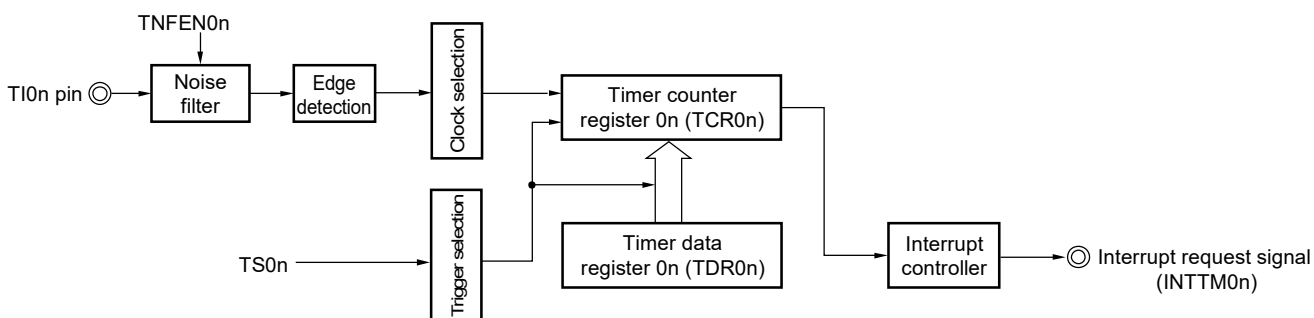 TNFEN0n
TI0n pin
Noise
filter
Edge
detection
Clock selection
Timer counter
register 0n (TCR0n)
TS0n
Trigger selection
Timer data
register 0n (TDR0n)
Interrupt
controller
Interrupt request signal
(INTTM0n)